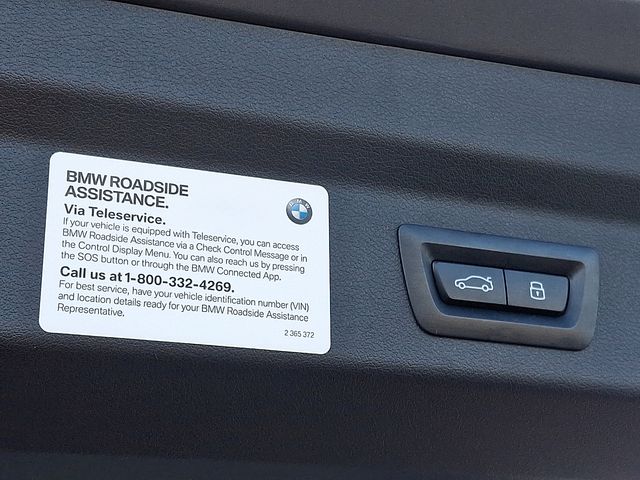 BMW ROADSIDE
ASSISTANCE.
Via Teleservice.
If your vehicle is equipped with Teleservice, you can access
BMW Roadside Assistance via a Check Control Message or in
the Control Display Menu. You can also reach us by pressing
the SOS button or through the BMW Connected App.
Call us at 1-800-332-4269.
For best service, have your vehicle identification number (VIN)
and location details ready for your BMW Roadside Assistance
Representative.
2 365 372